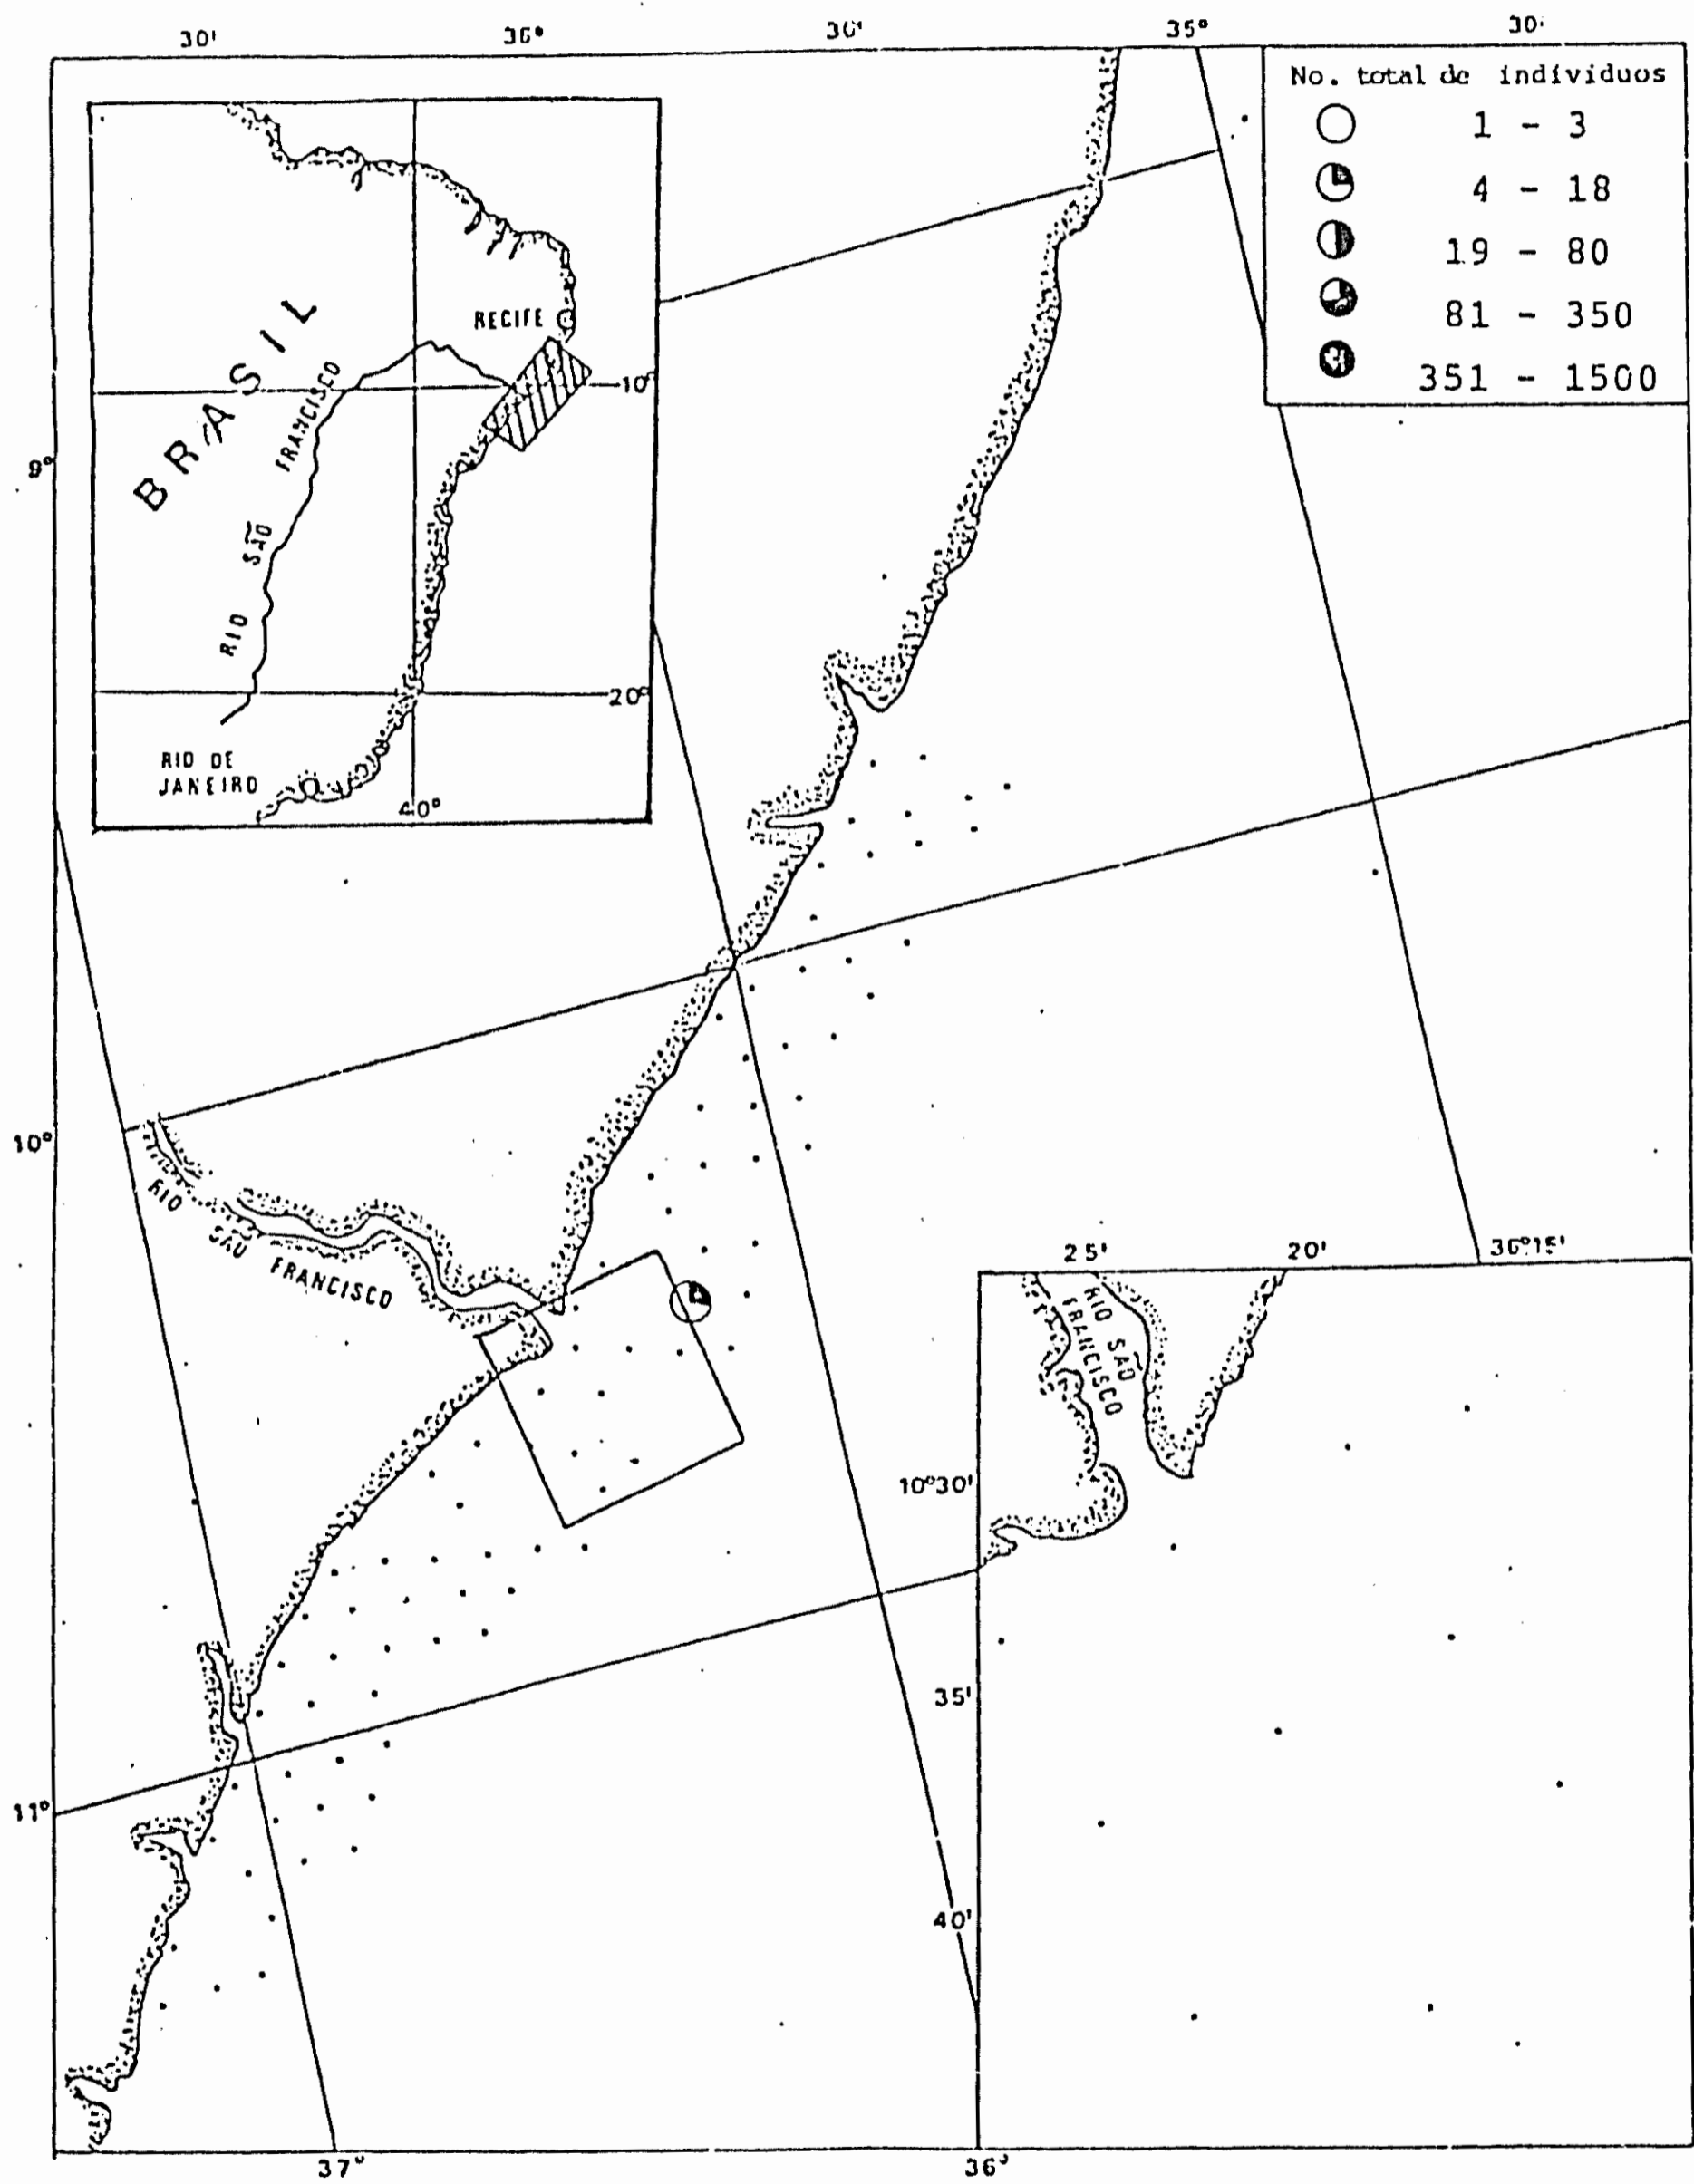 30' 36° 30' 35° 30'
No. total de indivíduos
1 - 3
4 - 18
19 - 80
81 - 350
351 - 1500
BRASIL
RECIFE
RIO SÃO FRANCISCO
10°
20°
RIO DE
JANEIRO
40°
9°
10°
11°
RIO SÃO FRANCISCO
25' 20' 36°15'
RIO SÃO
FRANCISCO
10°30'
35'
40'
37° 36°